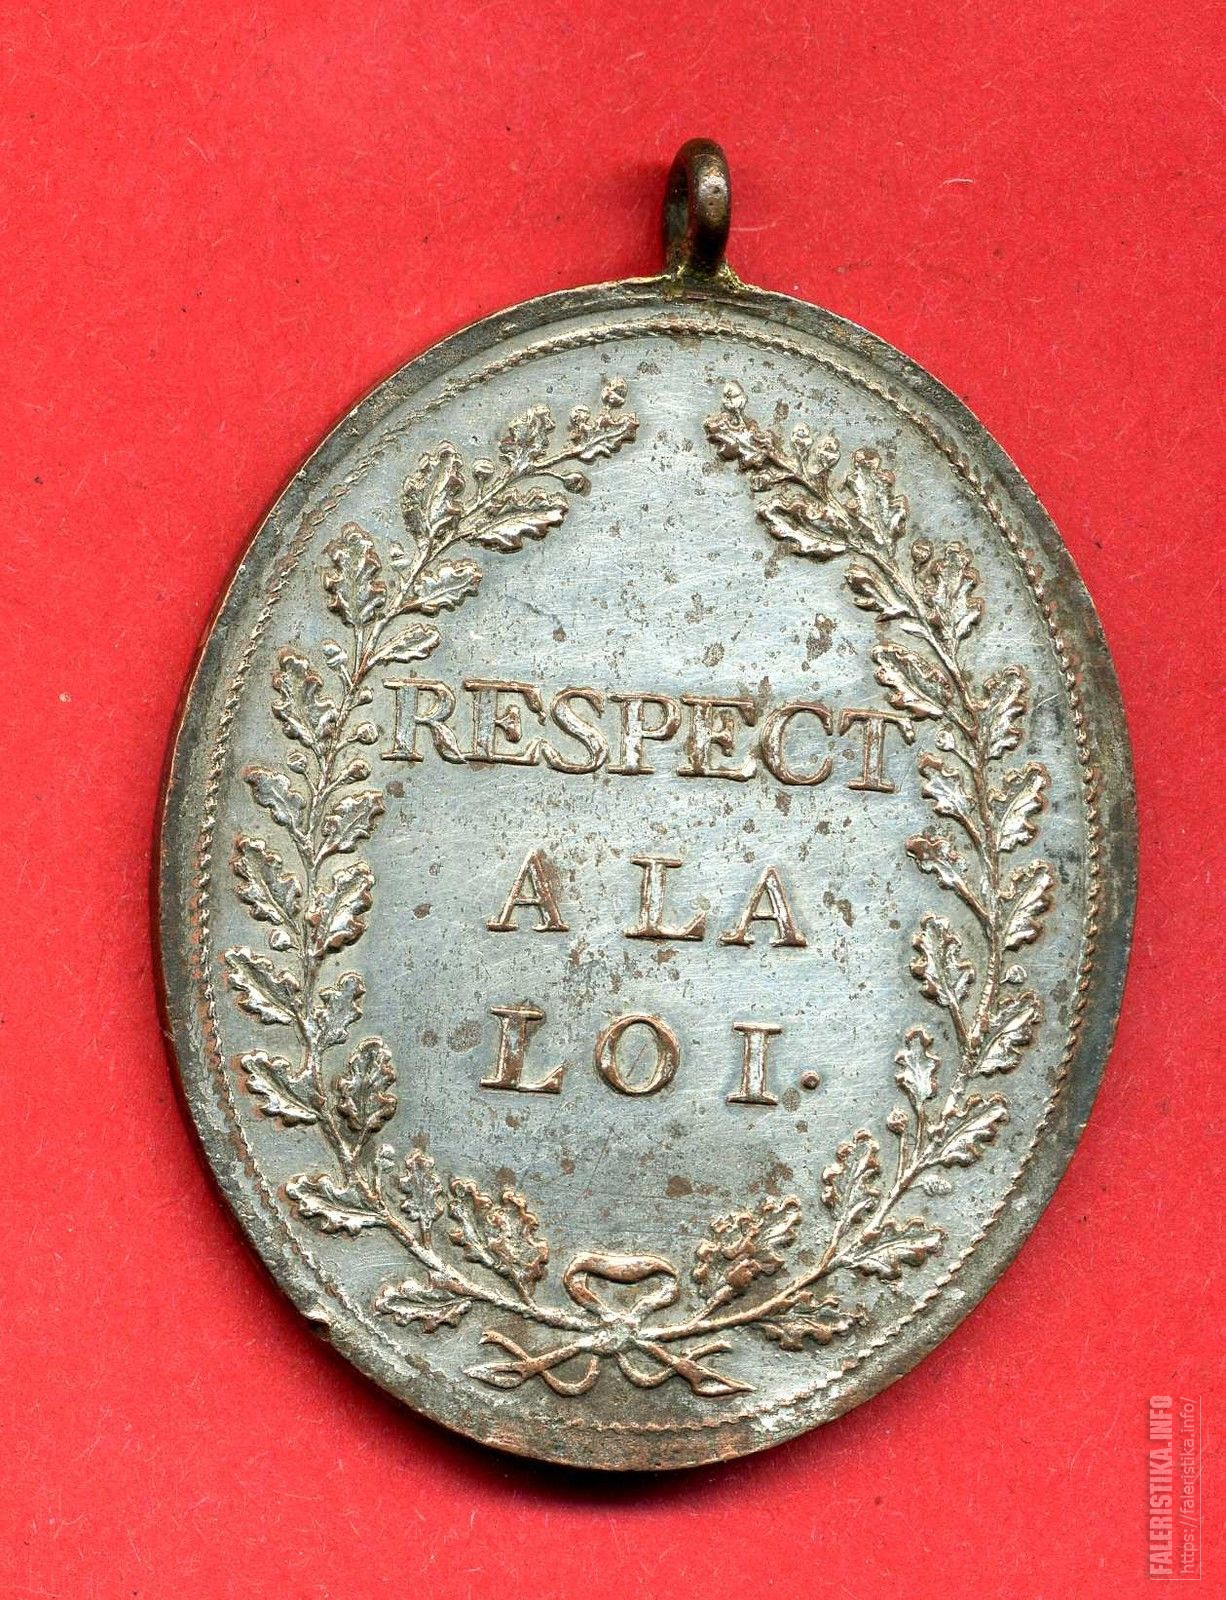 RESPECT
A LA
LOI.
FALERISTIKA.INFO
https://faleristika.info/